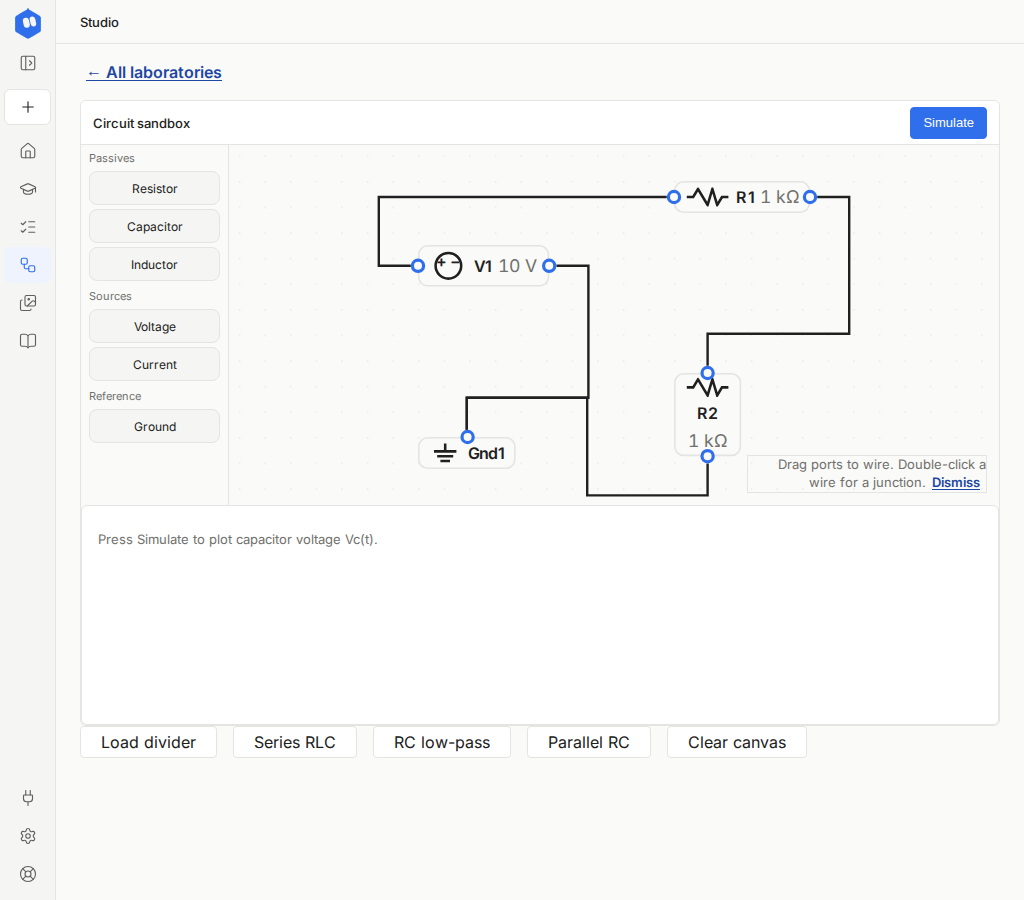 Studio
← All laboratories
Circuit sandbox
Simulate
Passives
Resistor
Capacitor
Inductor
Sources
Voltage
Current
Reference
Ground
R1 1 kΩ
V1 10 V
R2
1 kΩ
Gnd1
Drag ports to wire. Double-click a
wire for a junction. Dismiss
Press Simulate to plot capacitor voltage Vc(t).
Load divider
Series RLC
RC low-pass
Parallel RC
Clear canvas